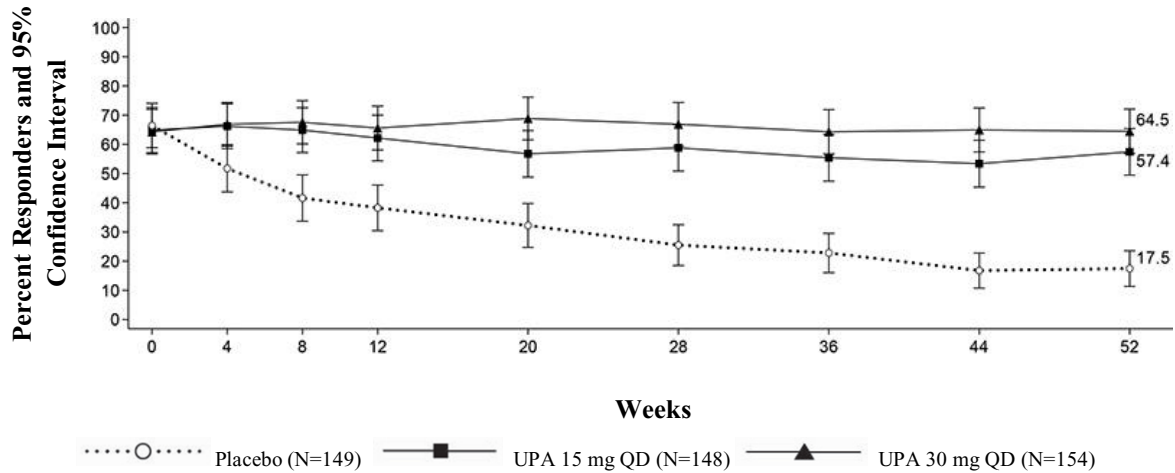 Percent Responders and 95%
Confidence Interval
100
90
80
70
60
50
40
30
20
10
0
64.5
57.4
17.5
0 4 8 12 20 28 36 44 52
Weeks
Placebo (N=149) UPA 15 mg QD (N=148) UPA 30 mg QD (N=154)